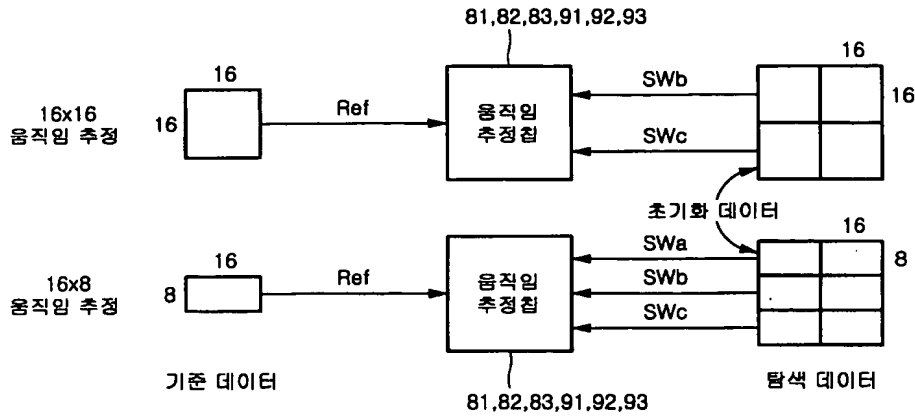 81,82,83,91,92,93
16x16
움직임 추정
16
16
Ref
움직임
추정칩
SWb
SWc
16
16
초기화 데이터
16x8
움직임 추정
16
8
Ref
움직임
추정칩
SWa
SWb
SWc
16
8
기준 데이터
81,82,83,91,92,93
탐색 데이터